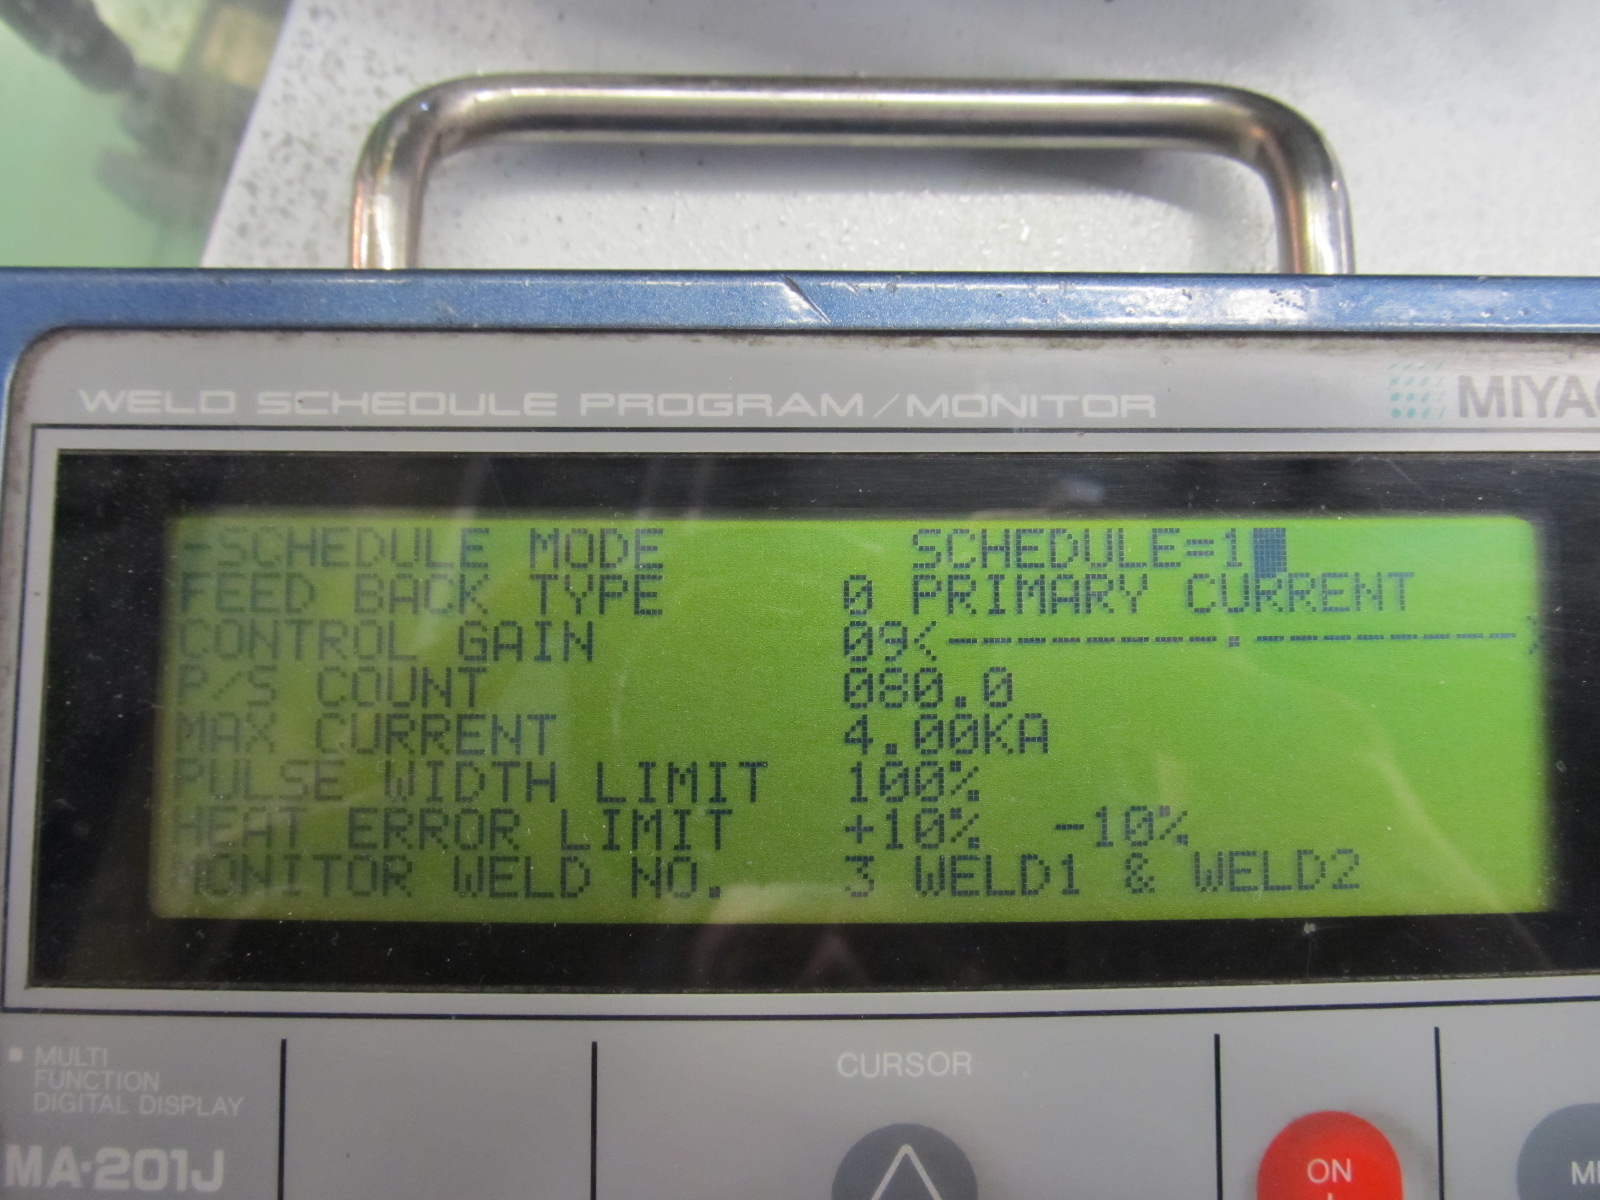 WELD SCHEDULE PROGRAM/MONITOR
MIYAC
-SCHEDULE MODE SCHEDULE=1
FEED BACK TYPE 0 PRIMARY CURRENT
CONTROL GAIN 09<--------.-------->
P/S COUNT 080.0
MAX CURRENT 4.00KA
PULSE WIDTH LIMIT 100%
HEAT ERROR LIMIT +10% -10%
MONITOR WELD NO. 3 WELD1 & WELD2
MULTI
FUNCTION
DIGITAL DISPLAY
MA-201J
CURSOR
ON